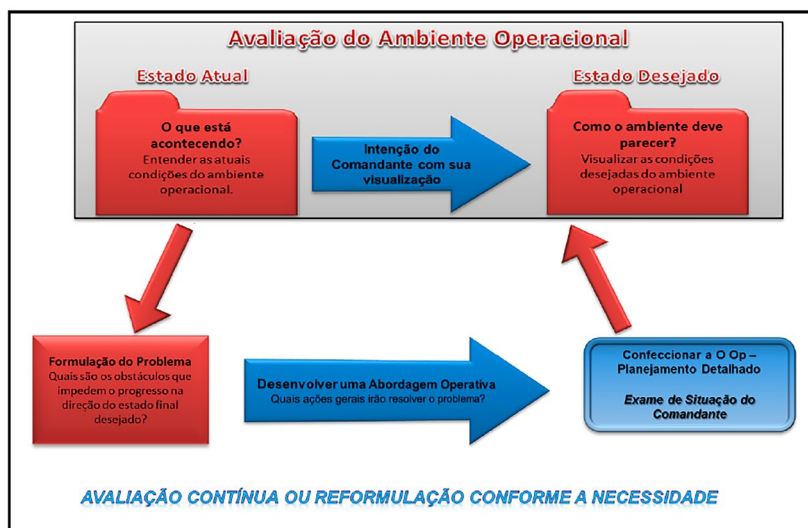 Avaliação do Ambiente Operacional
Estado Atual
Estado Desejado
O que está
acontecendo?
Entender as atuais
condições do ambiente
operacional.
Intenção do
Comandante com sua
visualização
Como o ambiente deve
parecer?
Visualizar as condições
desejadas do ambiente
operacional
Formulação do Problema
Quais são os obstáculos que
impedem o progresso na
direção do estado final
desejado?
Desenvolver uma Abordagem Operativa
Quais ações gerais irão resolver o problema?
Confeccionar a O Op –
Planejamento Detalhado
Exame de Situação do
Comandante
AVALIAÇÃO CONTÍNUA OU REFORMULAÇÃO CONFORME A NECESSIDADE